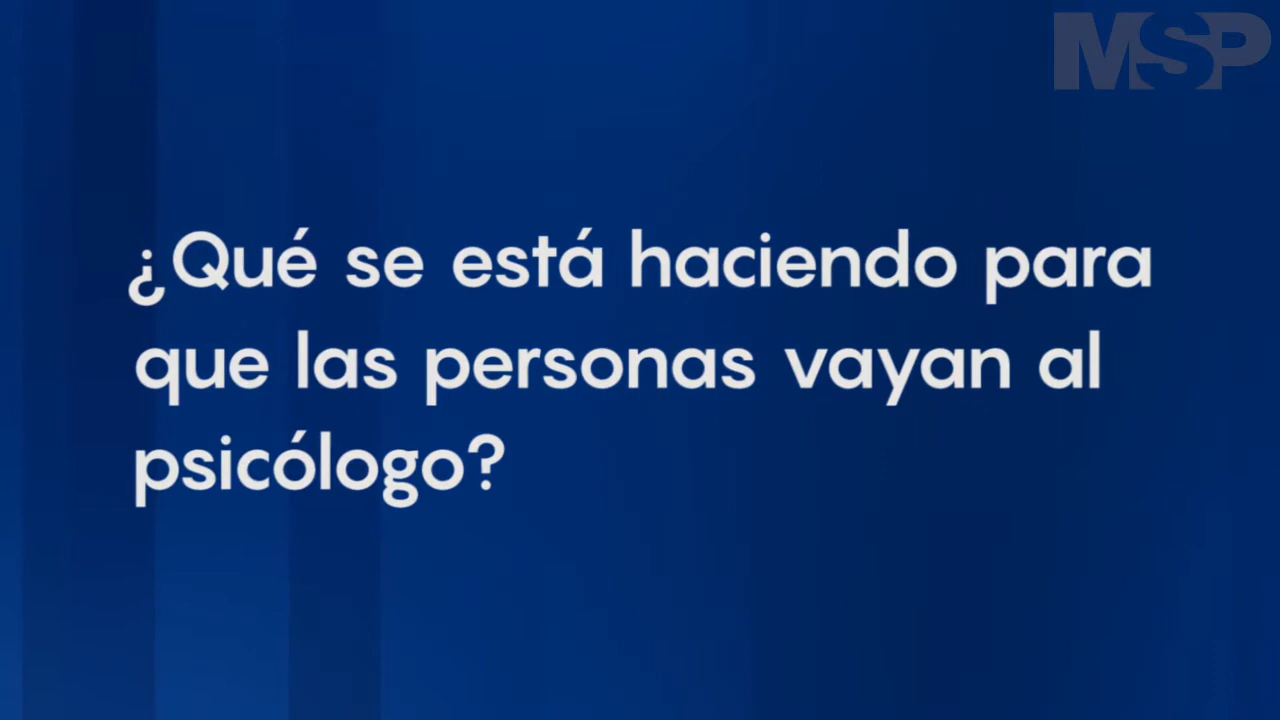 MSP
¿Qué se está haciendo para
que las personas vayan al
psicólogo?